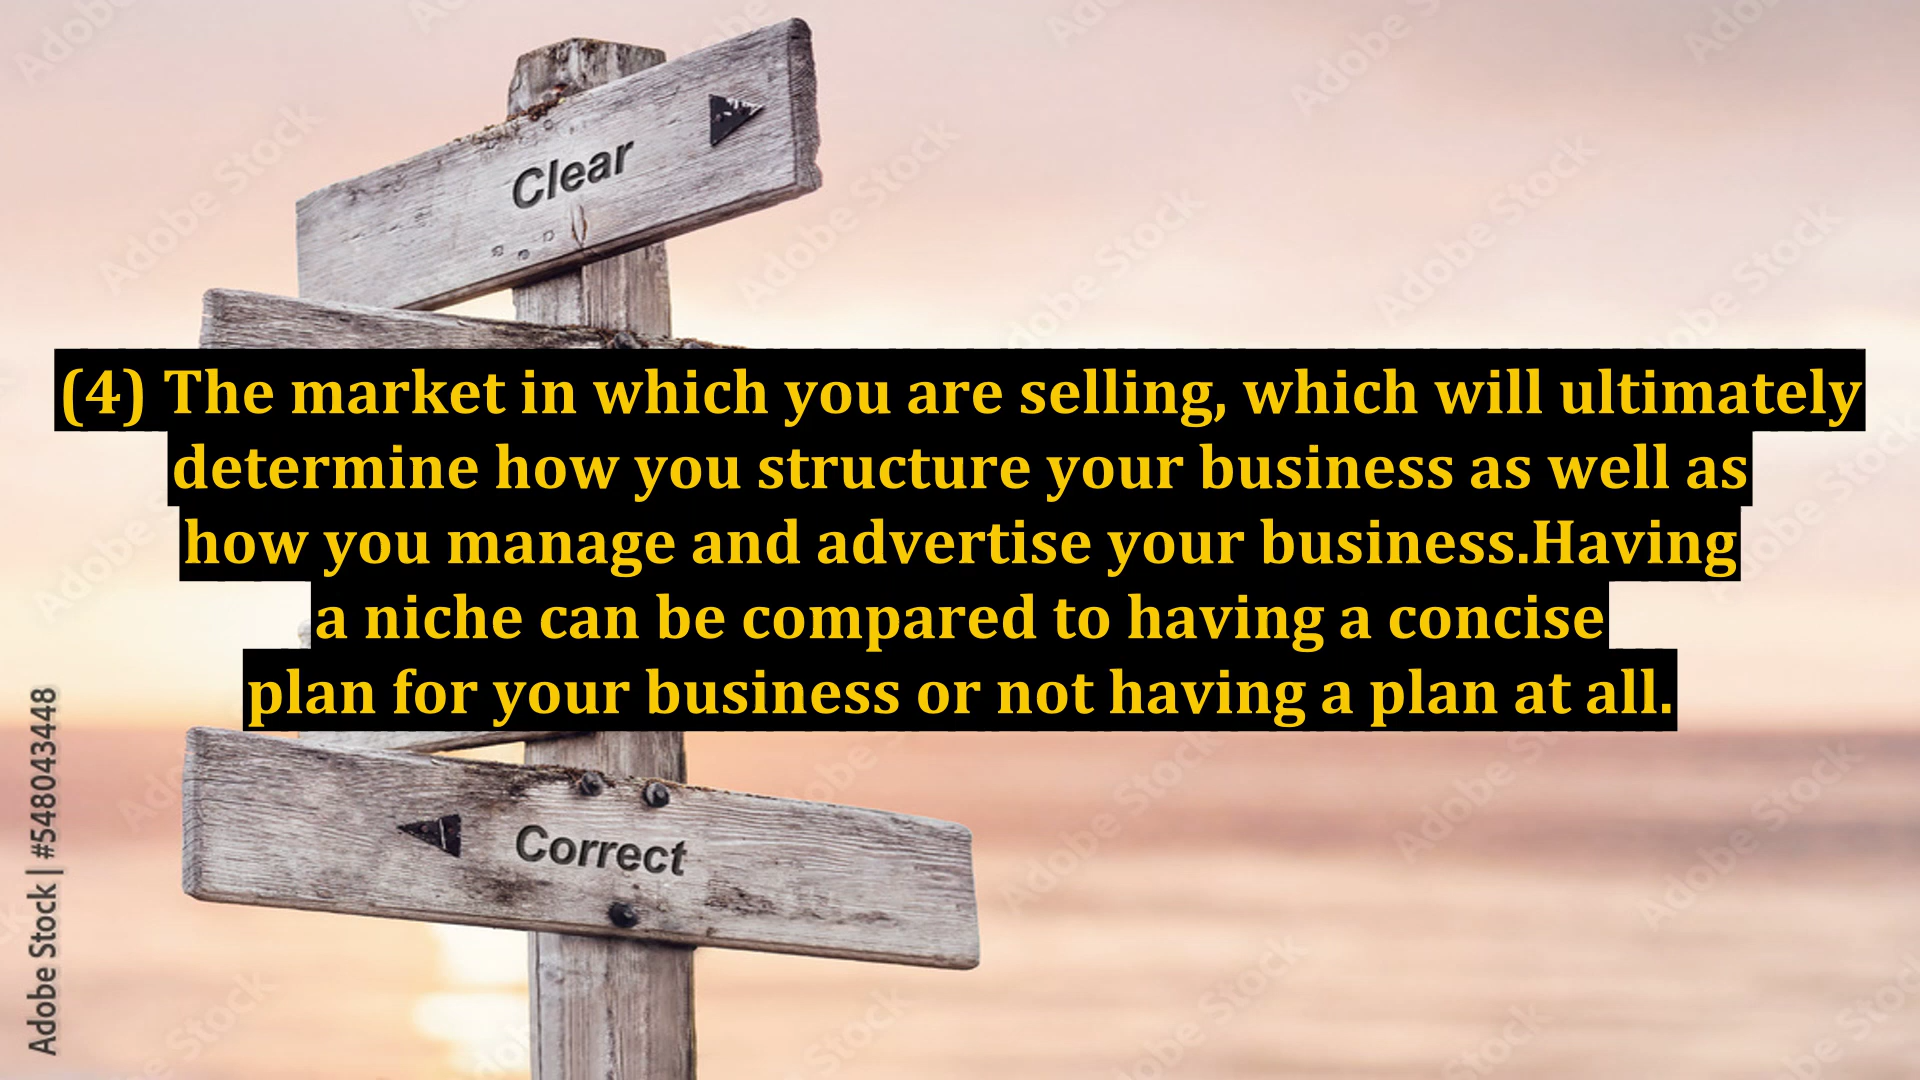 Clear
(4) The market in which you are selling, which will ultimately
determine how you structure your business as well as
how you manage and advertise your business.Having
a niche can be compared to having a concise
plan for your business or not having a plan at all.
Correct
Adobe Stock | #548043448